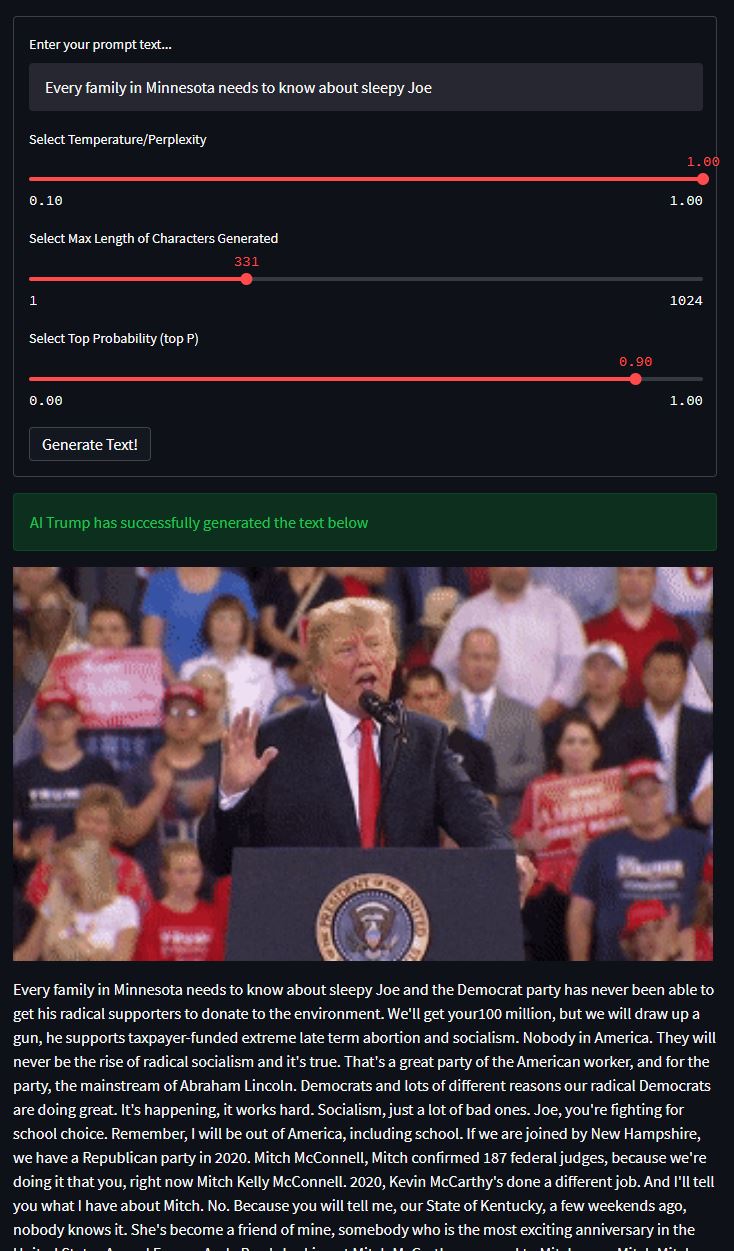 Enter your prompt text...
Every family in Minnesota needs to know about sleepy Joe
Select Temperature/Perplexity
1.00
0.10 1.00
Select Max Length of Characters Generated
331
1 1024
Select Top Probability (top P)
0.90
0.00 1.00
Generate Text!
AI Trump has successfully generated the text below
TRUMP
PRESIDENT OF THE UNITED
Every family in Minnesota needs to know about sleepy Joe and the Democrat party has never been able to
get his radical supporters to donate to the environment. We'll get your100 million, but we will draw up a
gun, he supports taxpayer-funded extreme late term abortion and socialism. Nobody in America. They will
never be the rise of radical socialism and it's true. That's a great party of the American worker, and for the
party, the mainstream of Abraham Lincoln. Democrats and lots of different reasons our radical Democrats
are doing great. It's happening, it works hard. Socialism, just a lot of bad ones. Joe, you're fighting for
school choice. Remember, I will be out of America, including school. If we are joined by New Hampshire,
we have a Republican party in 2020. Mitch McConnell, Mitch confirmed 187 federal judges, because we're
doing it that you, right now Mitch Kelly McConnell. 2020, Kevin McCarthy's done a different job. And I'll tell
you what I have about Mitch. No. Because you will tell me, our State of Kentucky, a few weekends ago,
nobody knows it. She's become a friend of mine, somebody who is the most exciting anniversary in the